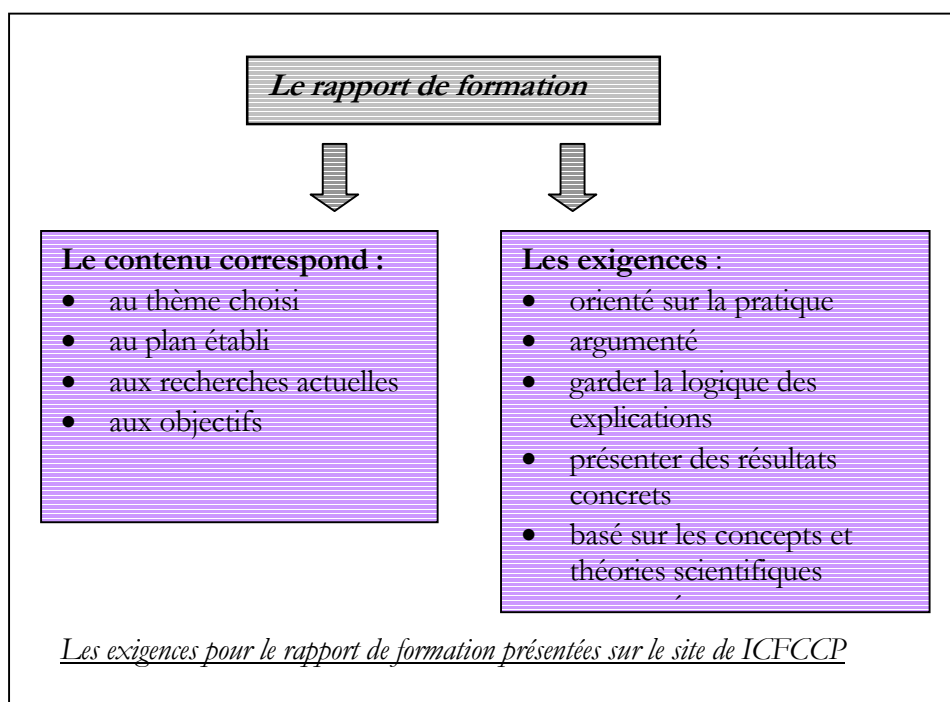 Le rapport de formation
Le contenu correspond :
• au thème choisi
• au plan établi
• aux recherches actuelles
• aux objectifs
Les exigences :
• orienté sur la pratique
• argumenté
• garder la logique des
explications
• présenter des résultats
concrets
• basé sur les concepts et
théories scientifiques
Les exigences pour le rapport de formation présentées sur le site de ICFCCP